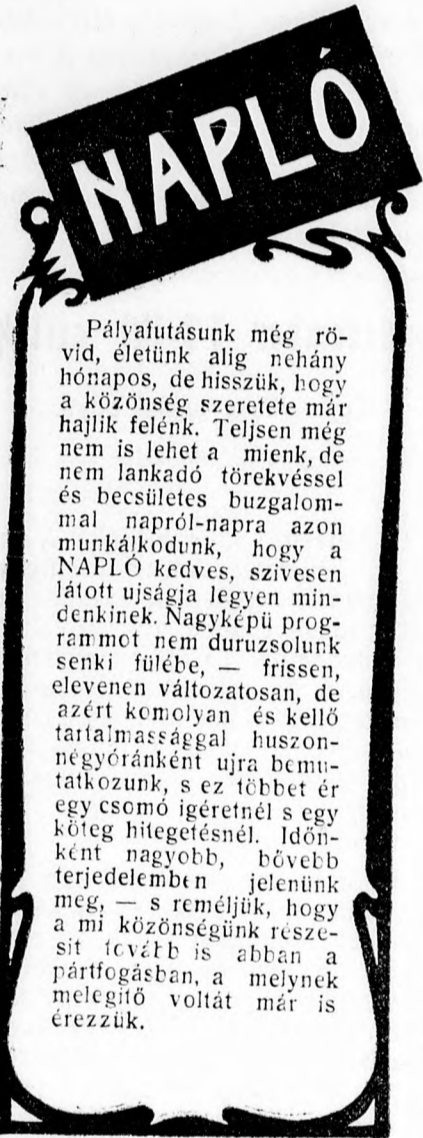 NAPLÓ
Pályafutásunk még rö-
vid, életünk alig nehány
hónapos, de hisszük, hogy
a közönség szeretete már
hajlik felénk. Teljsen még
nem is lehet a mienk, de
nem lankadó törekvéssel
és becsületes buzgalom-
mal napról-napra azon
munkálkodunk, hogy a
NAPLÓ kedves, szivesen
látott ujságja legyen min-
denkinek. Nagyképü prog-
rammot nem duruzsolunk
senki fülébe, — frissen,
elevenen változatosan, de
azért komolyan és kellő
tartalmassággal huszon-
négyóránként ujra bemu-
tatkozunk, s ez többet ér
egy csomó igéretnél s egy
köteg hitegetésnél. Időn-
ként nagyobb, bővebb
terjedelemben jelenünk
meg, — s reméljük, hogy
a mi közönségünk része-
sit tovább is abban a
pártfogásban, a melynek
melegitő voltát már is
érezzük.